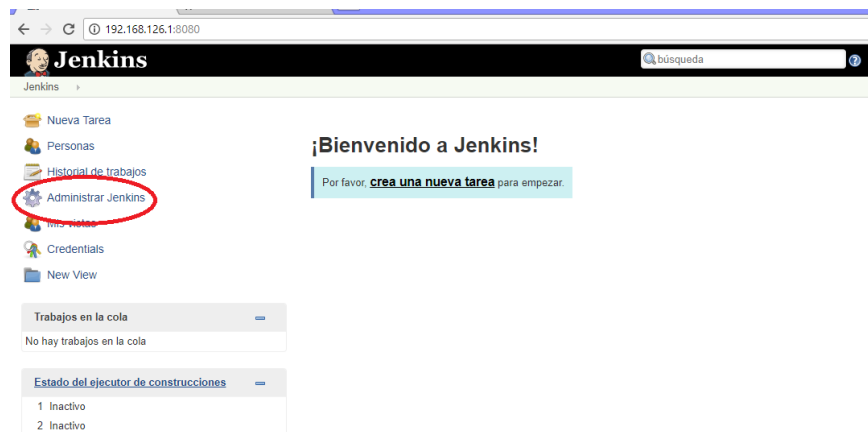 192.168.126.1:8080
Jenkins
búsqueda
Jenkins
Nueva Tarea
Personas
Historial de trabajos
Administrar Jenkins
Mis vistas
Credentials
New View
¡Bienvenido a Jenkins!
Por favor, crea una nueva tarea para empezar.
Trabajos en la cola
No hay trabajos en la cola
Estado del ejecutor de construcciones
1 Inactivo
2 Inactivo